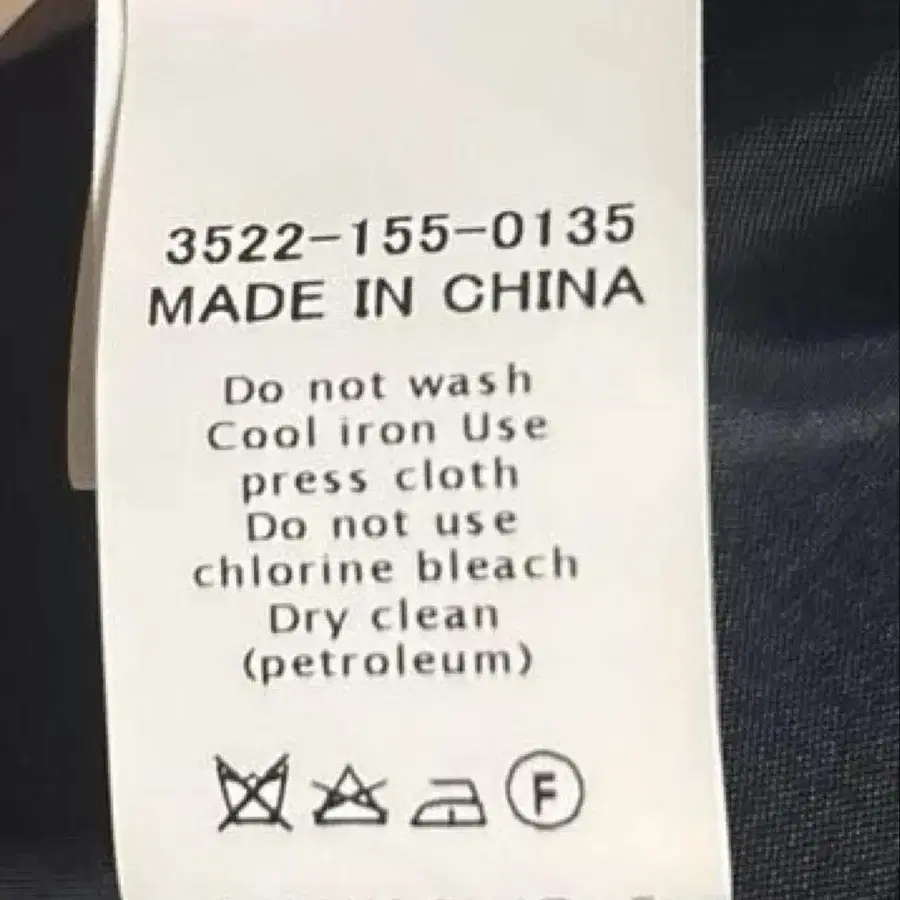 3522-155-0135
MADE IN CHINA
Do not wash
Cool iron Use
press cloth
Do not use
chlorine bleach
Dry clean
(petroleum)
F